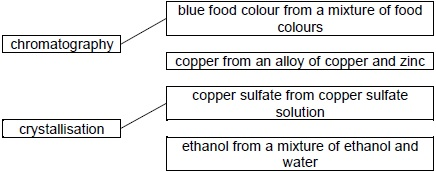 blue food colour from a mixture of food
colours
chromatography
copper from an alloy of copper and zinc
copper sulfate from copper sulfate
solution
crystallisation
ethanol from a mixture of ethanol and
water